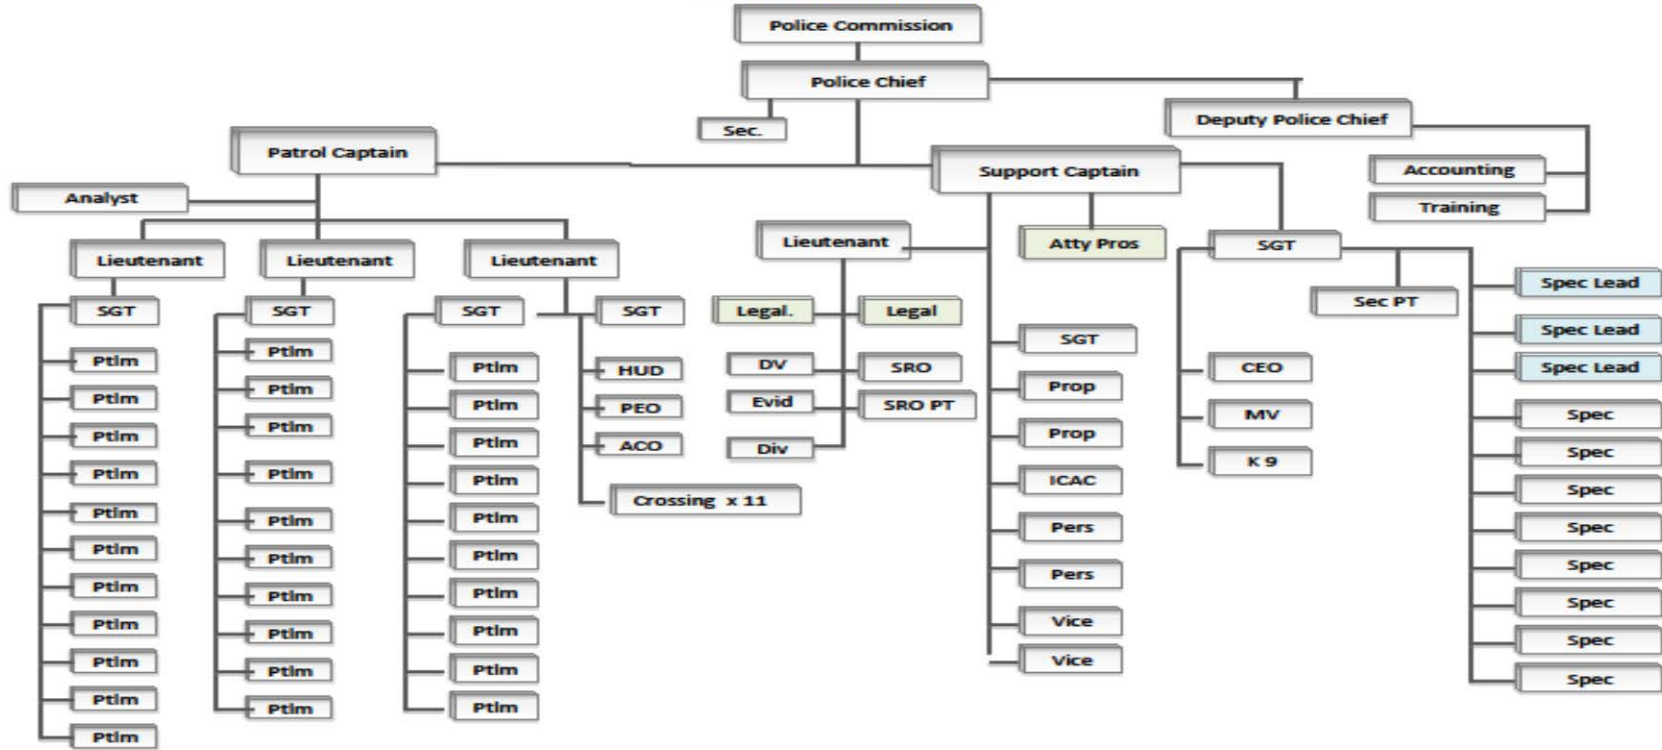 Police Commission
Police Chief
Sec.
Deputy Police Chief
Accounting
Training
Patrol Captain
Analyst
Support Captain
Lieutenant
SGT
Ptlm
Ptlm
Ptlm
Ptlm
Ptlm
Ptlm
Ptlm
Ptlm
Ptlm
Ptlm
Ptlm
Lieutenant
SGT
Ptlm
Ptlm
Ptlm
Ptlm
Ptlm
Ptlm
Ptlm
Ptlm
Ptlm
Ptlm
Lieutenant
SGT
Ptlm
Ptlm
Ptlm
Ptlm
Ptlm
Ptlm
Ptlm
Ptlm
Ptlm
Ptlm
SGT
HUD
PEO
ACO
Crossing x 11
Lieutenant
Legal.
Legal
DV
SRO
Evid
SRO PT
Div
Atty Pros
SGT
Prop
Prop
ICAC
Pers
Pers
Vice
Vice
SGT
Sec PT
CEO
MV
K 9
Spec Lead
Spec Lead
Spec Lead
Spec
Spec
Spec
Spec
Spec
Spec
Spec
Spec